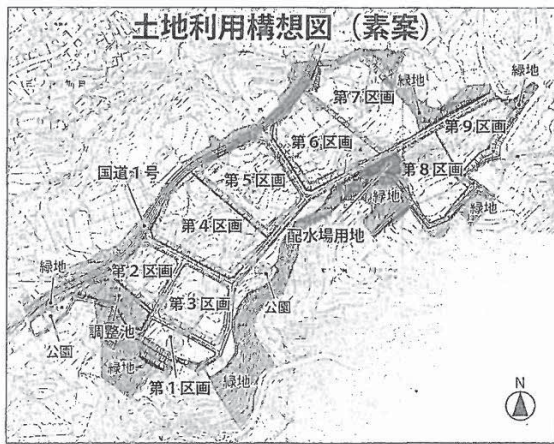 土地利用構想図（素案）
緑地
緑地
第7区画
第9区画
第6区画
国道1号
第8区画
第5区画
緑地
緑地
第4区画
配水場用地
緑地
第2区画
第3区画
公園
調整池
公園
緑地
緑地
第1区画
N